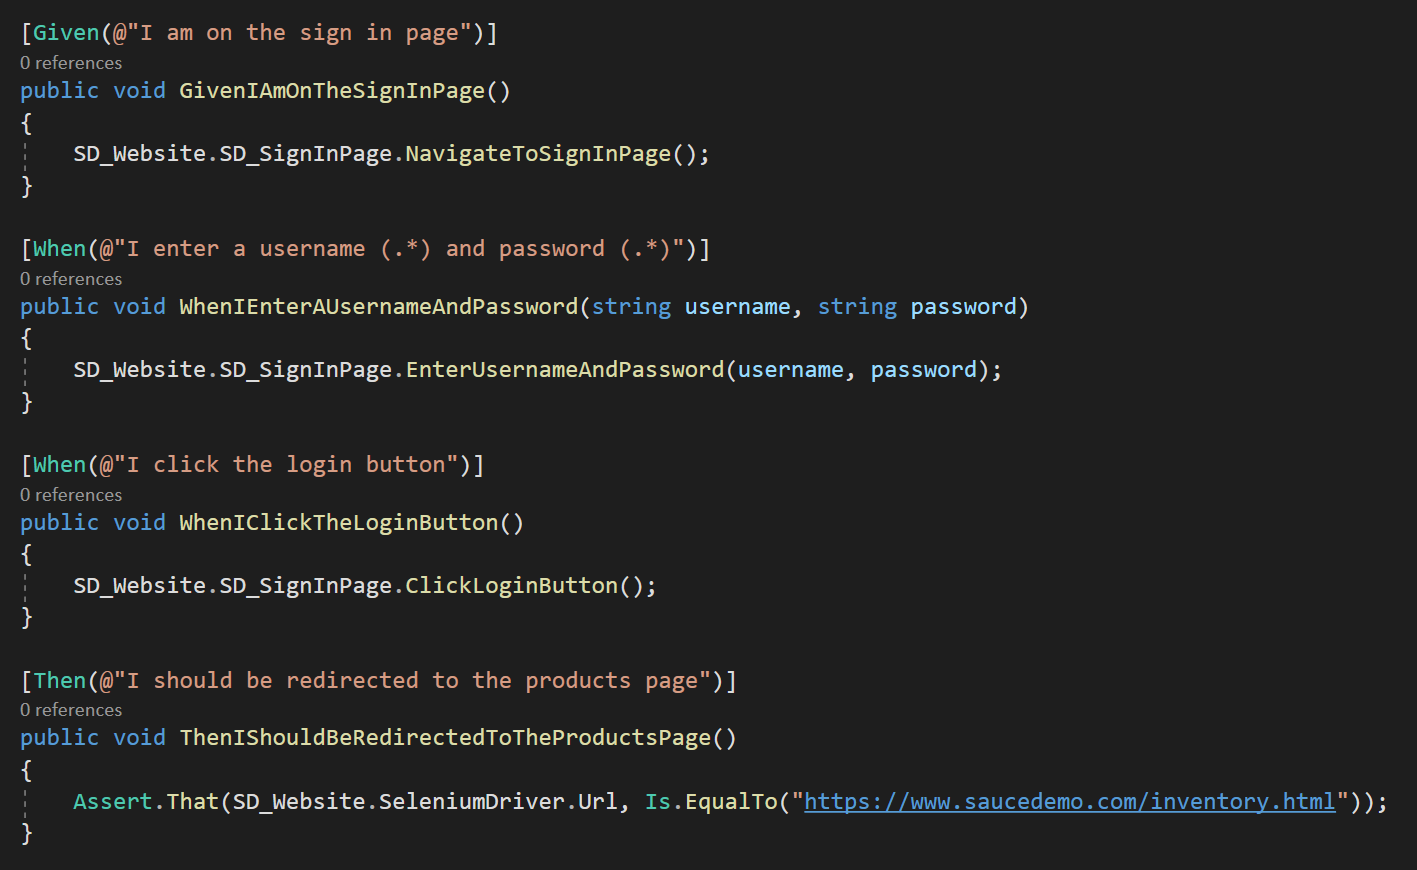 [Given(@"I am on the sign in page")]
0 references
public void GivenIAmOnTheSignInPage()
{
    SD_Website.SD_SignInPage.NavigateToSignInPage();
}
[When(@"I enter a username (.*) and password (.*)")]
0 references
public void WhenIEnterAUsernameAndPassword(string username, string password)
{
    SD_Website.SD_SignInPage.EnterUsernameAndPassword(username, password);
}
[When(@"I click the login button")]
0 references
public void WhenIClickTheLoginButton()
{
    SD_Website.SD_SignInPage.ClickLoginButton();
}
[Then(@"I should be redirected to the products page")]
0 references
public void ThenIShouldBeRedirectedToTheProductsPage()
{
    Assert.That(SD_Website.SeleniumDriver.Url, Is.EqualTo("https://www.saucedemo.com/inventory.html"));
}